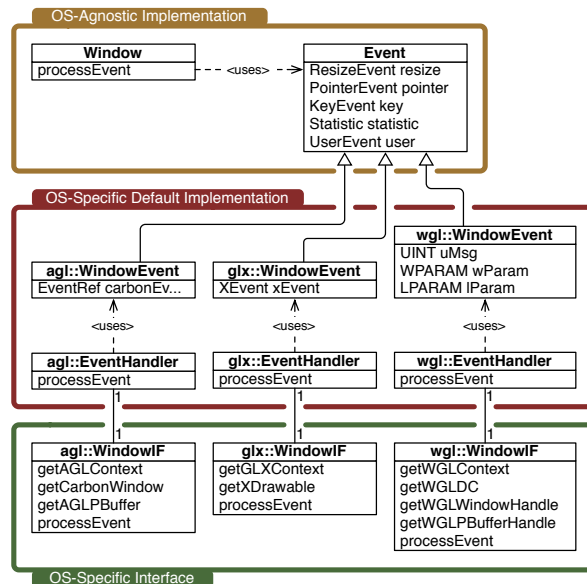 OS-Agnostic Implementation
Window
processEvent
<uses>
Event
ResizeEvent resize
PointerEvent pointer
KeyEvent key
Statistic statistic
UserEvent user
OS-Specific Default Implementation
agl::WindowEvent
EventRef carbonEv...
glx::WindowEvent
XEvent xEvent
wgl::WindowEvent
UINT uMsg
WPARAM wParam
LPARAM lParam
<uses>
<uses>
<uses>
agl::EventHandler
processEvent
glx::EventHandler
processEvent
wgl::EventHandler
processEvent
1
1
1
1
1
1
agl::WindowIF
getAGLContext
getCarbonWindow
getAGLPBuffer
processEvent
glx::WindowIF
getGLXContext
getXDrawable
processEvent
wgl::WindowIF
getWGLContext
getWGLDC
getWGLWindowHandle
getWGLPBufferHandle
processEvent
OS-Specific Interface